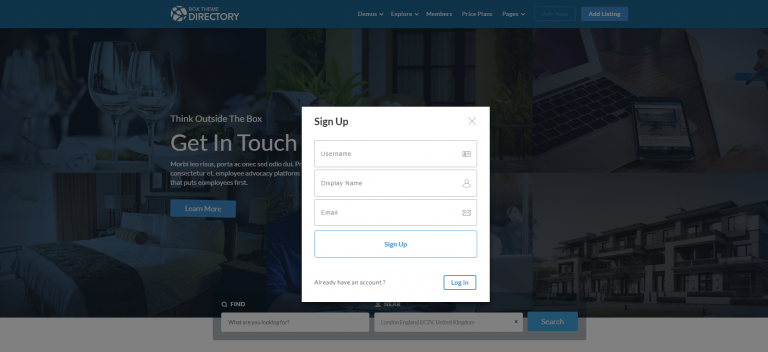 BOX THEME
DIRECTORY
Demos Explore Members Price Plans Pages
Add Listing
Think Outside The Box
Get In Touch
Morbi leo risus, porta ac onec sed odio dui. Pr
consectetur et. employee advocacy platform
that puts employees first.
Learn More
Sign Up
Username
Display Name
Email
Sign Up
Already have an account ?
Log in
FIND
NEAR
What are you looking for?
London England EC2V, United Kingdom
Search